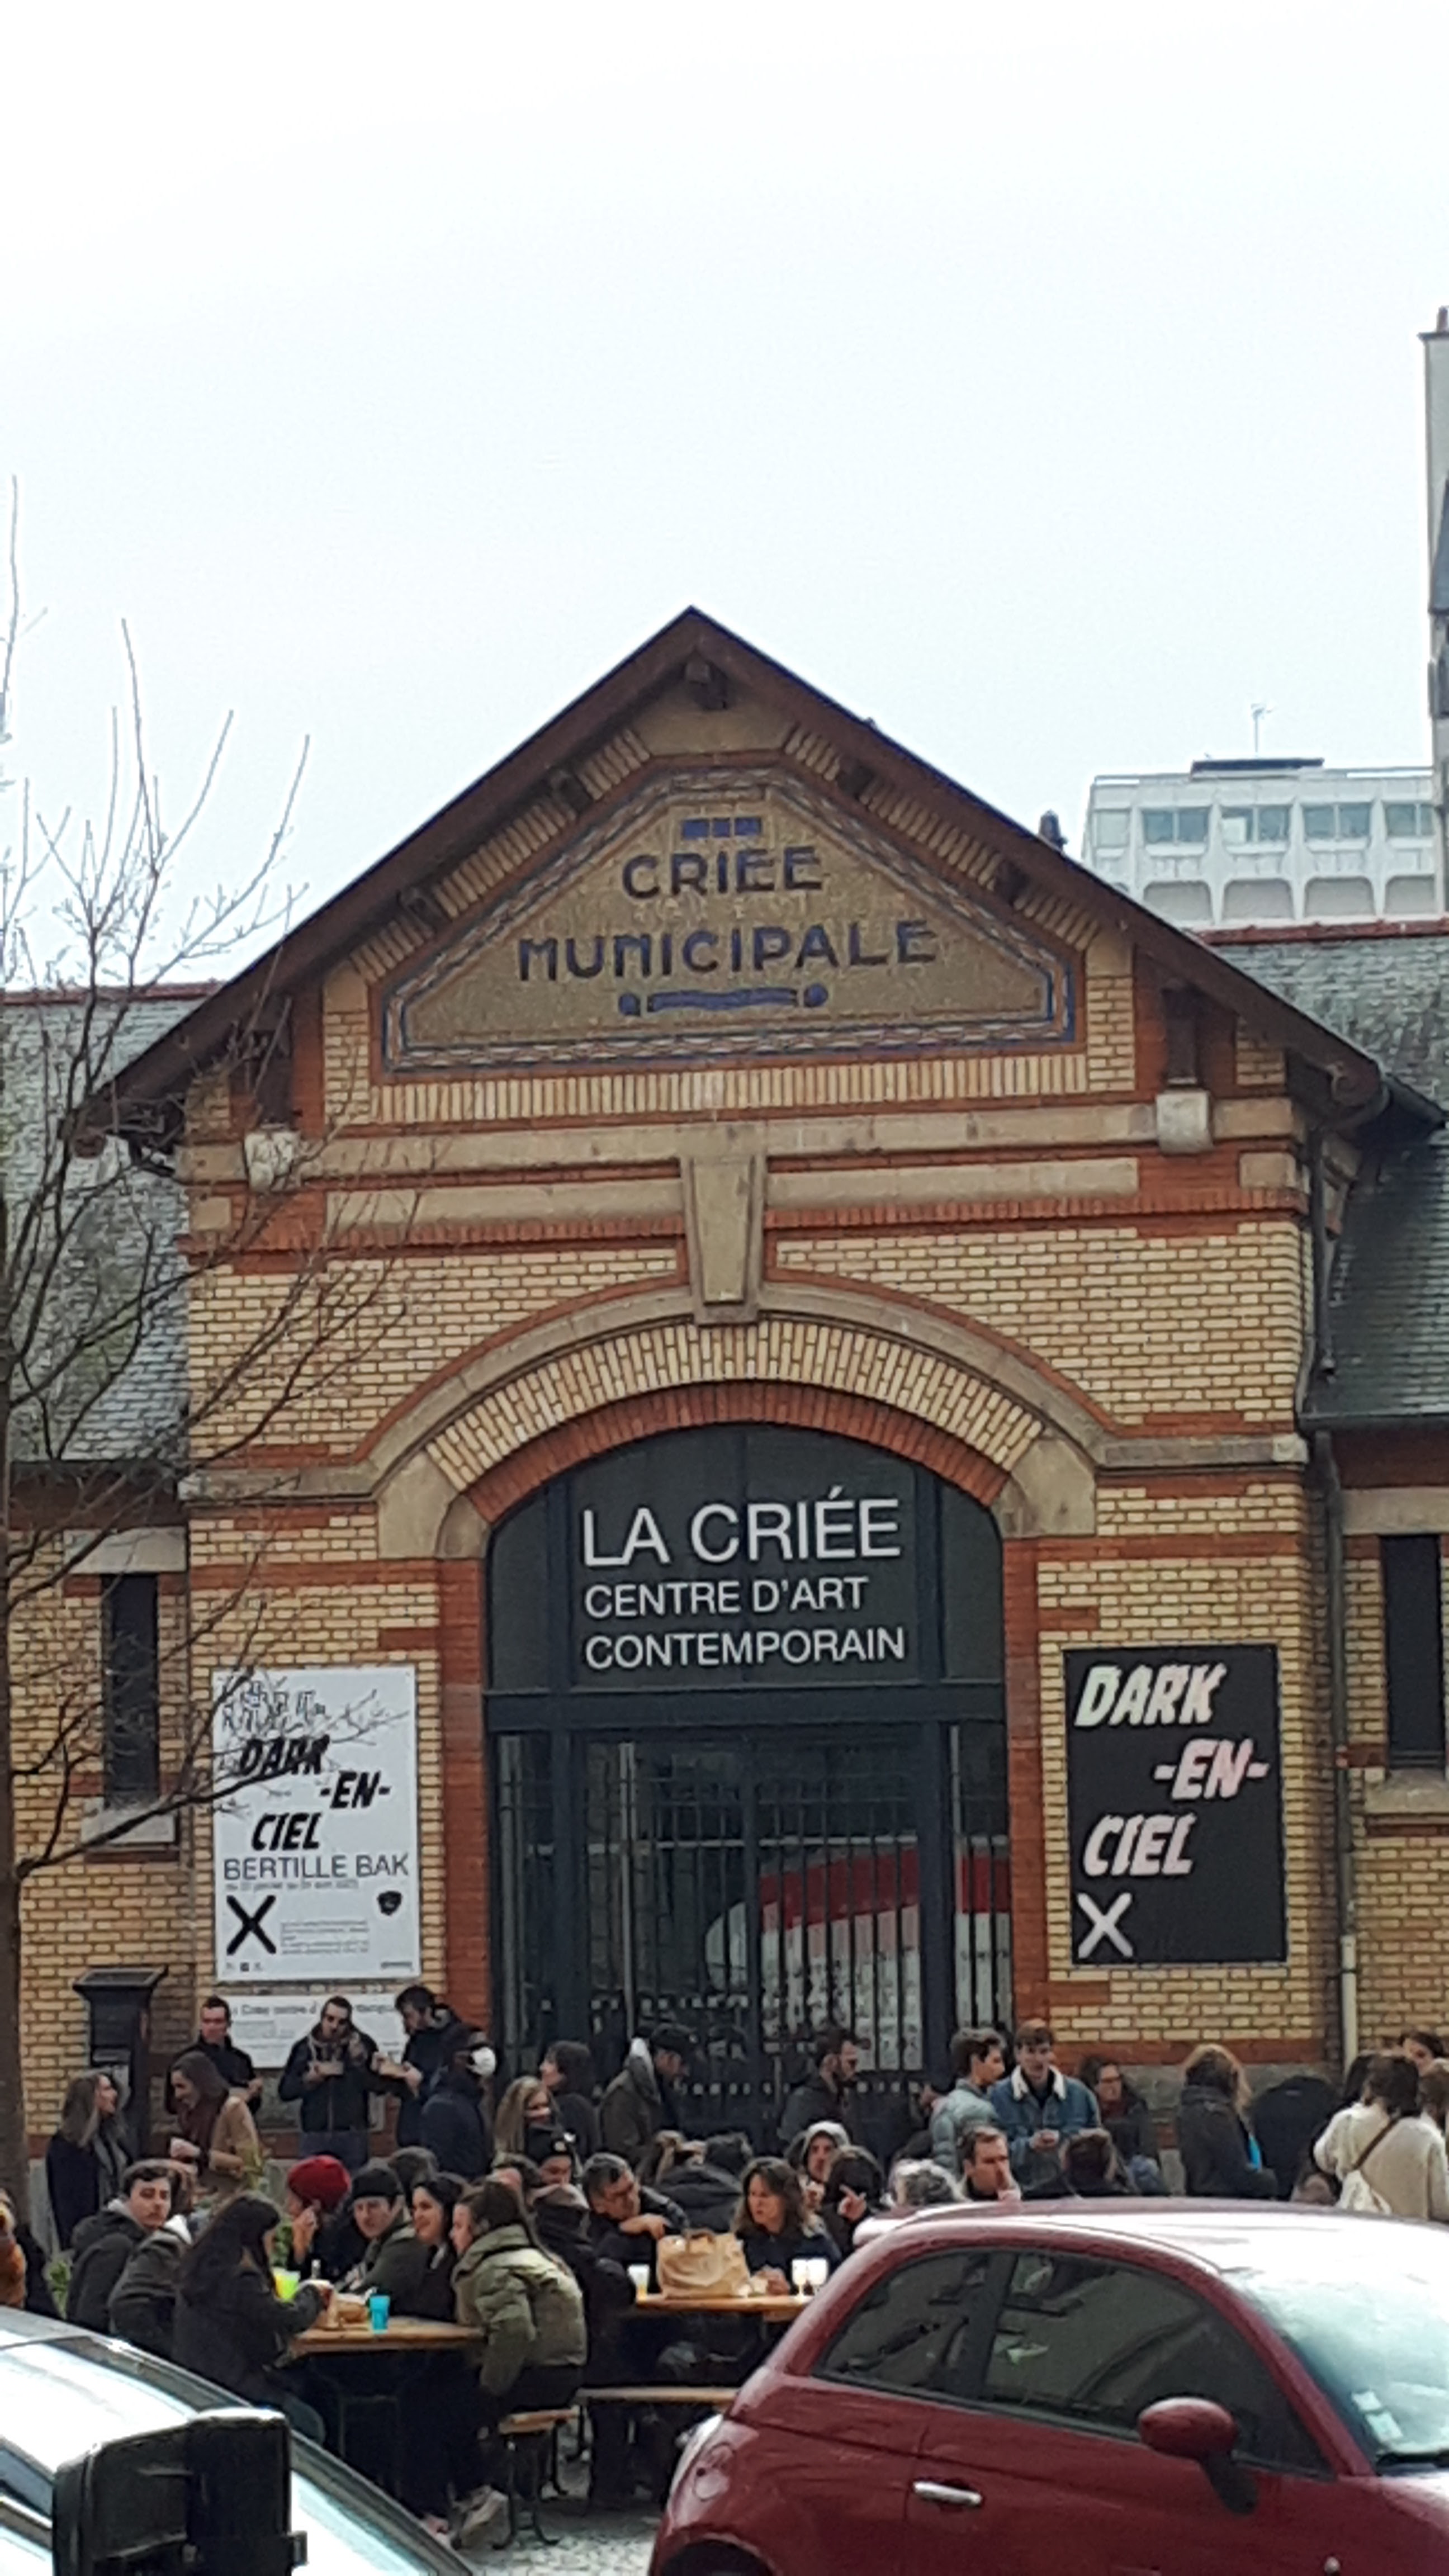 CRIEE
MUNICIPALE
LA CRIÉE
CENTRE D'ART
CONTEMPORAIN
DARK
-EN-
CIEL
BERTILLE BAK
X
DARK
-EN-
CIEL
X